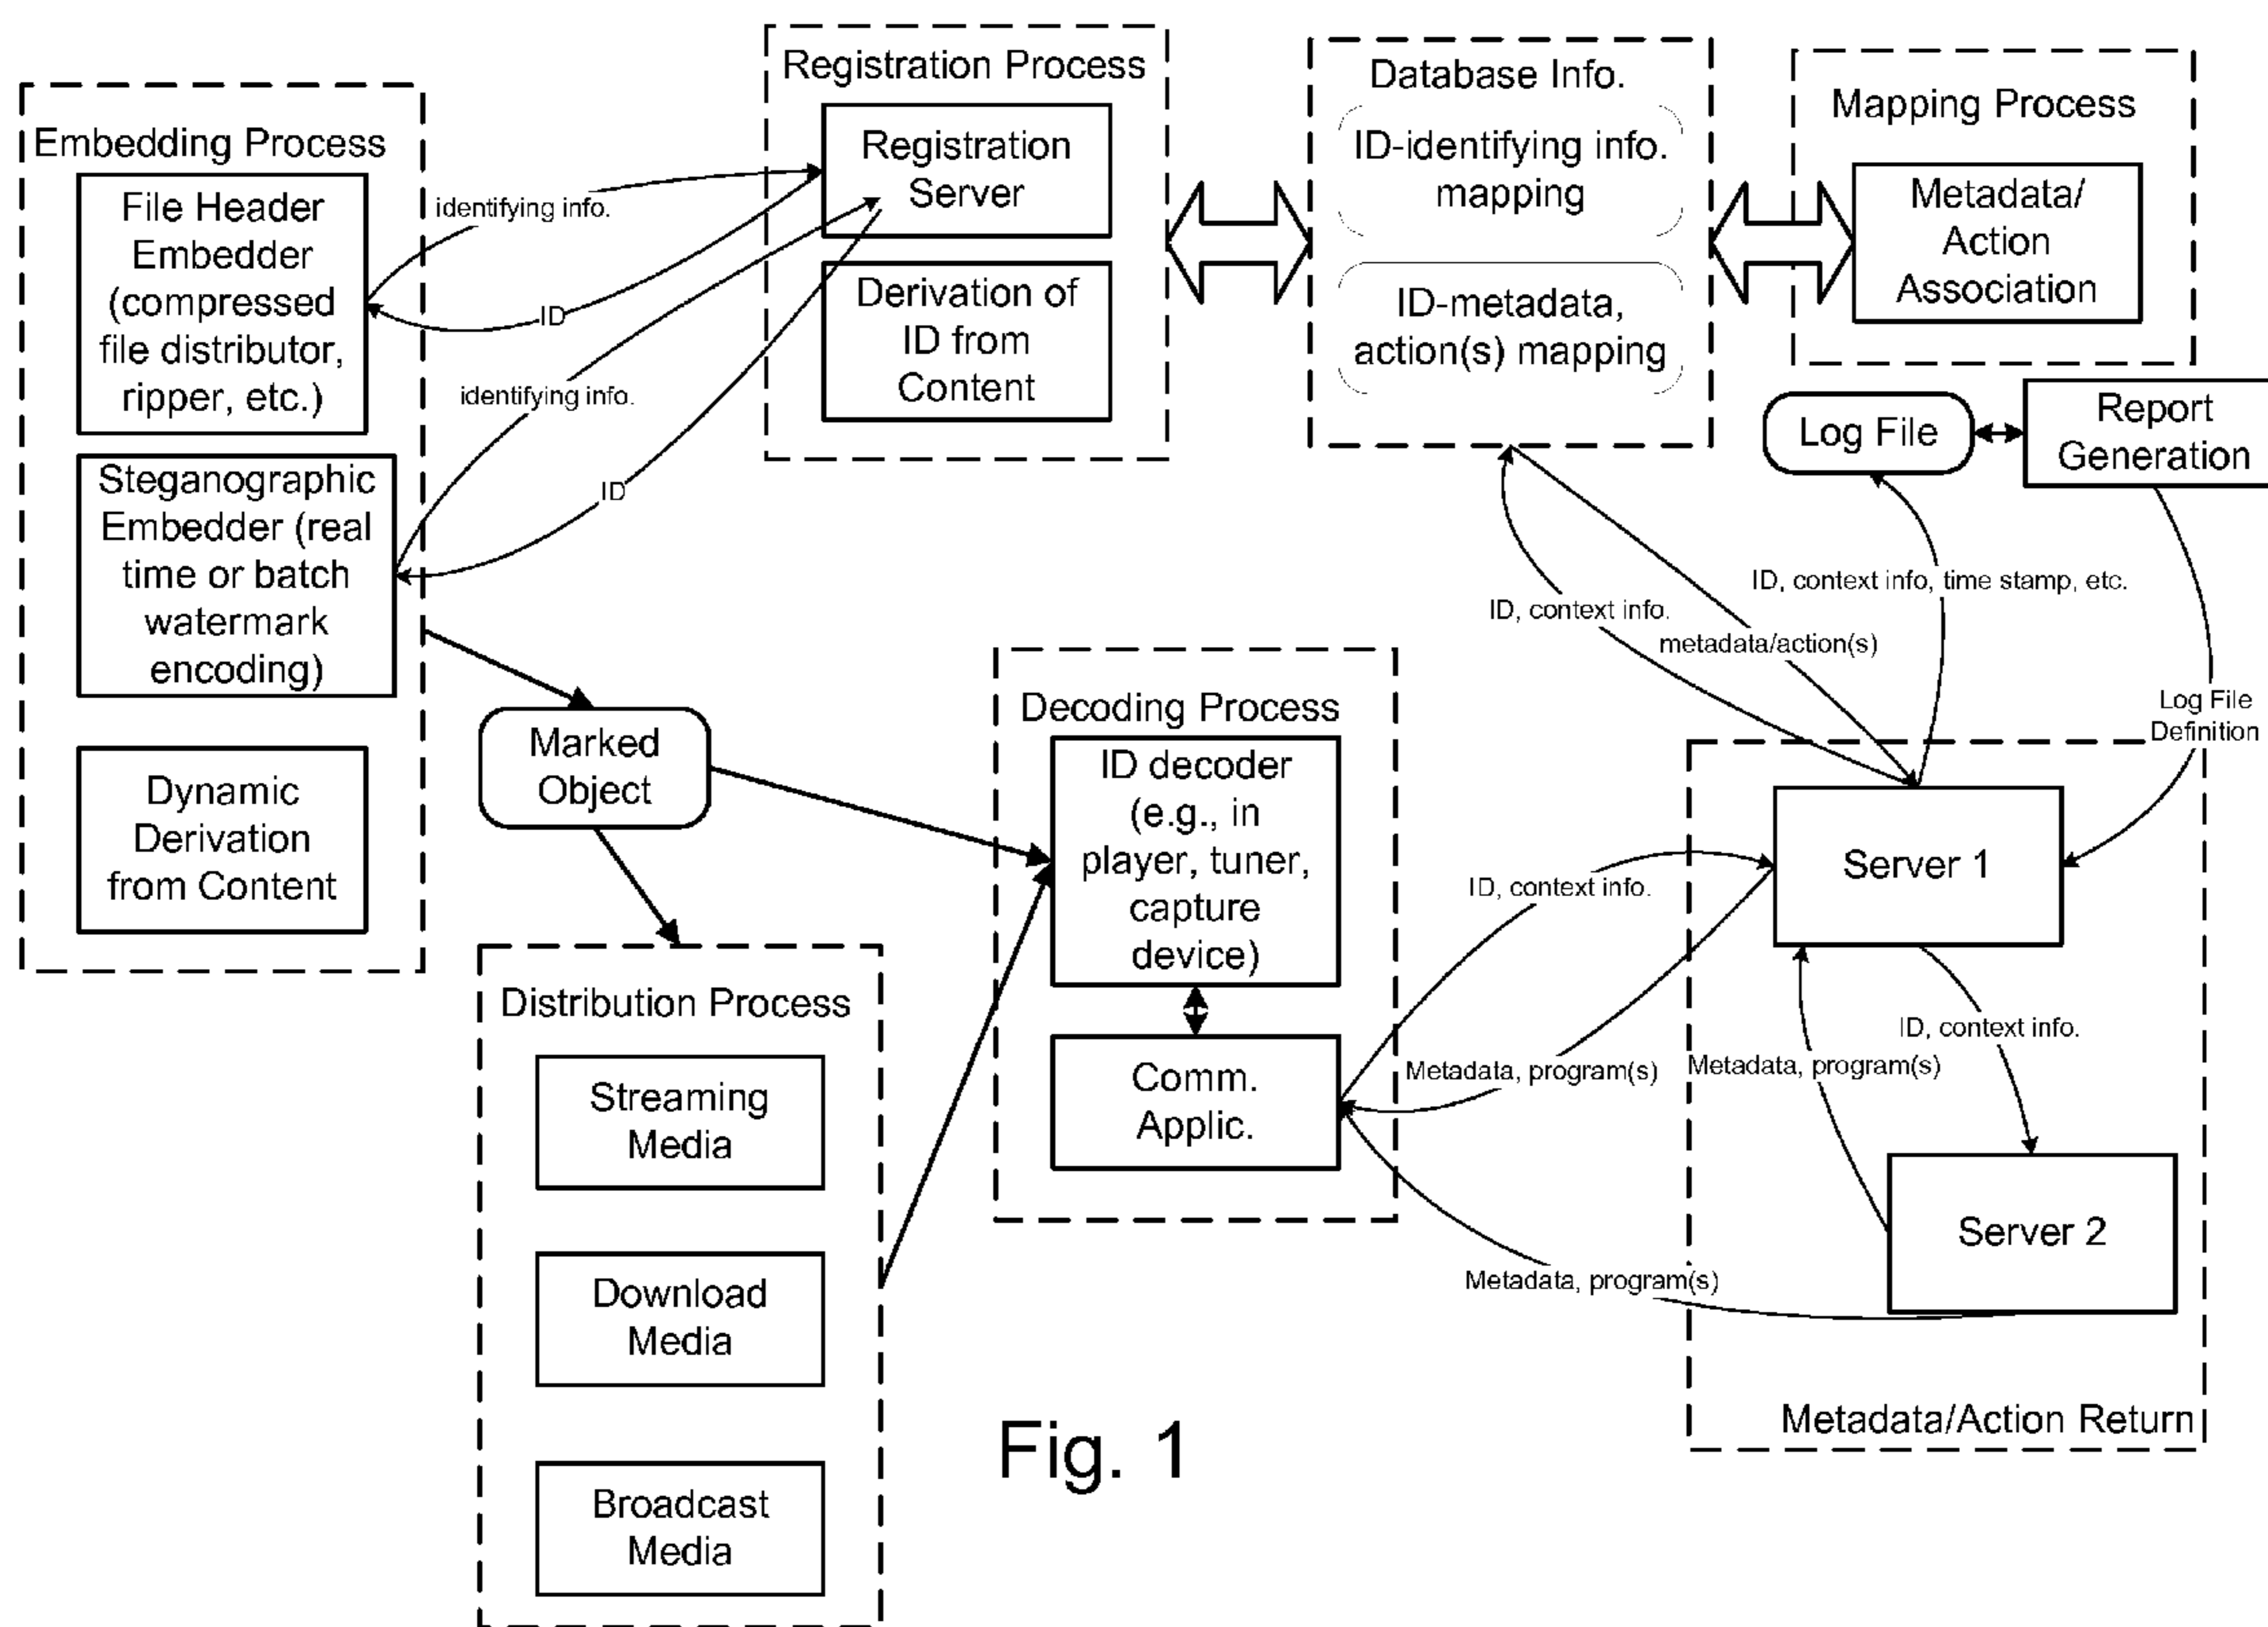 Embedding Process
File Header
Embedder
(compressed
file distributor,
ripper, etc.)
Steganographic
Embedder (real
time or batch
watermark
encoding)
Dynamic
Derivation
from Content
identifying info.
ID
identifying info.
ID
Registration Process
Registration
Server
Derivation of
ID from
Content
Database Info.
ID-identifying info.
mapping
ID-metadata,
action(s) mapping
Mapping Process
Metadata/
Action
Association
Log File
Report
Generation
ID, context info, time stamp, etc.
ID, context info.
metadata/action(s)
Log File
Definition
Marked
Object
Distribution Process
Streaming
Media
Download
Media
Broadcast
Media
Decoding Process
ID decoder
(e.g., in
player, tuner,
capture
device)
Comm.
Applic.
ID, context info.
Metadata, program(s)
Metadata, program(s)
Server 1
ID, context info.
Metadata, program(s)
Server 2
Metadata/Action Return
Fig. 1